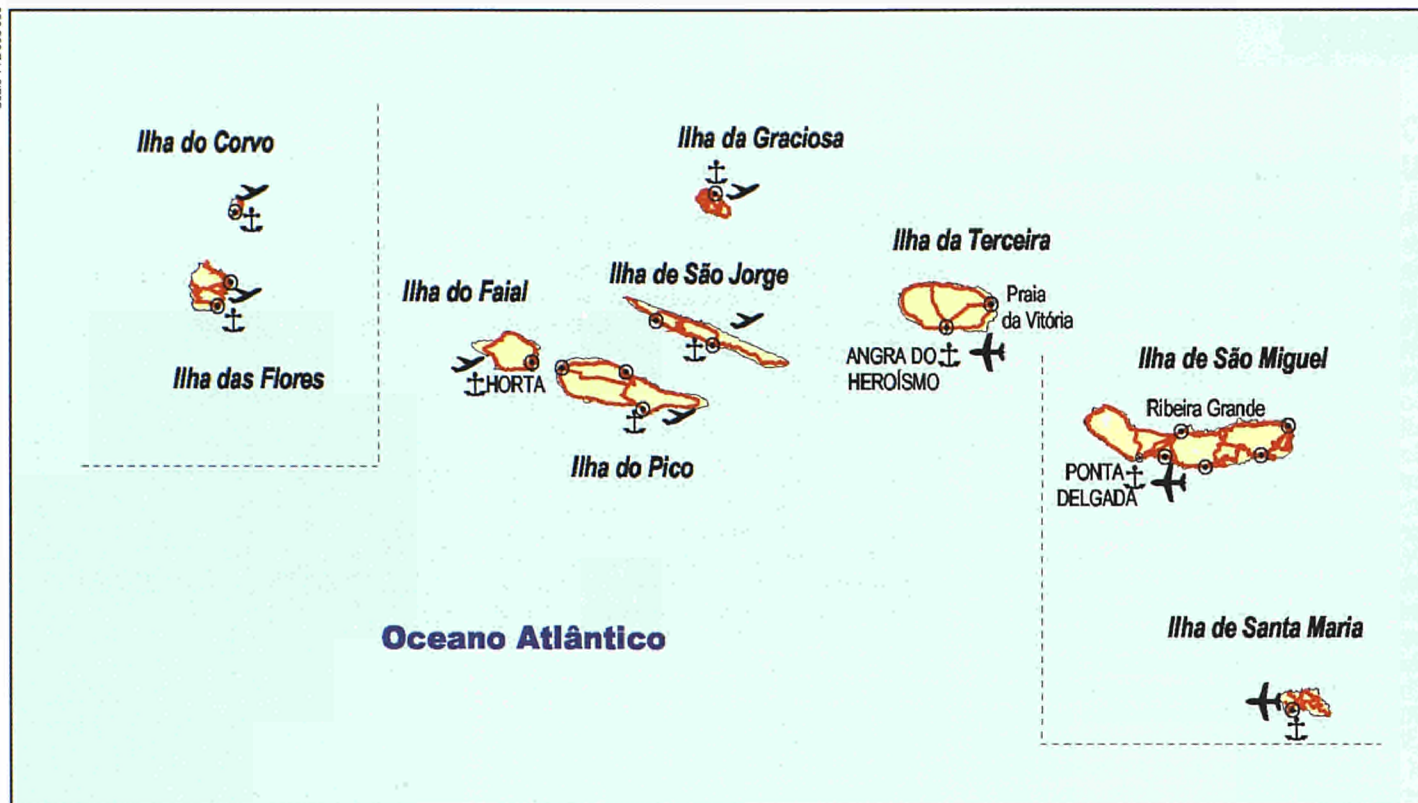 Ilha do Corvo
Ilha da Graciosa
Ilha da Terceira
Ilha de São Jorge
Ilha do Faial
Praia
da Vitória
ANGRA DO
HEROÍSMO
Ilha de São Miguel
Ilha das Flores
HORTA
Ribeira Grande
Ilha do Pico
PONTA
DELGADA
Oceano Atlântico
Ilha de Santa Maria